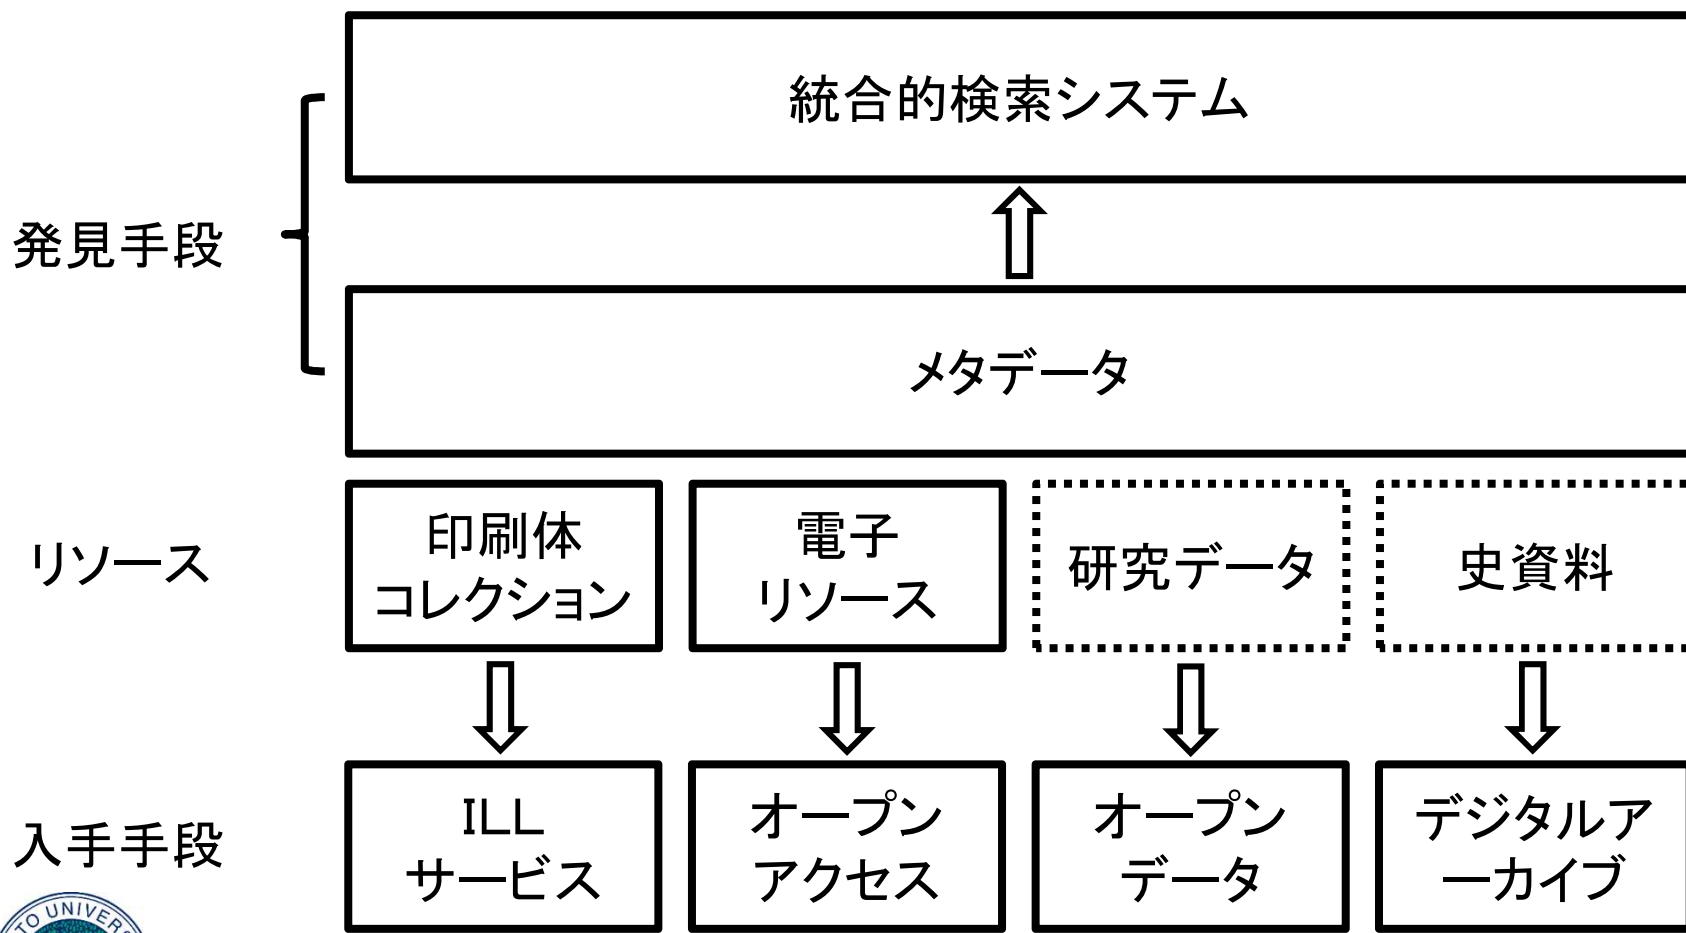 統合的検索システム
発見手段
メタデータ
リソース
印刷体
コレクション
電子
リソース
研究データ
史資料
入手手段
ILL
サービス
オープン
アクセス
オープン
データ
デジタルア
ーカイブ